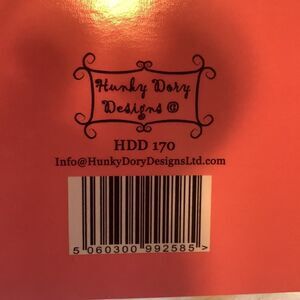 Hunky Dory
Designs ©
HDD 170
Info@HunkyDoryDesignsLtd.com
5 060300 992585 >